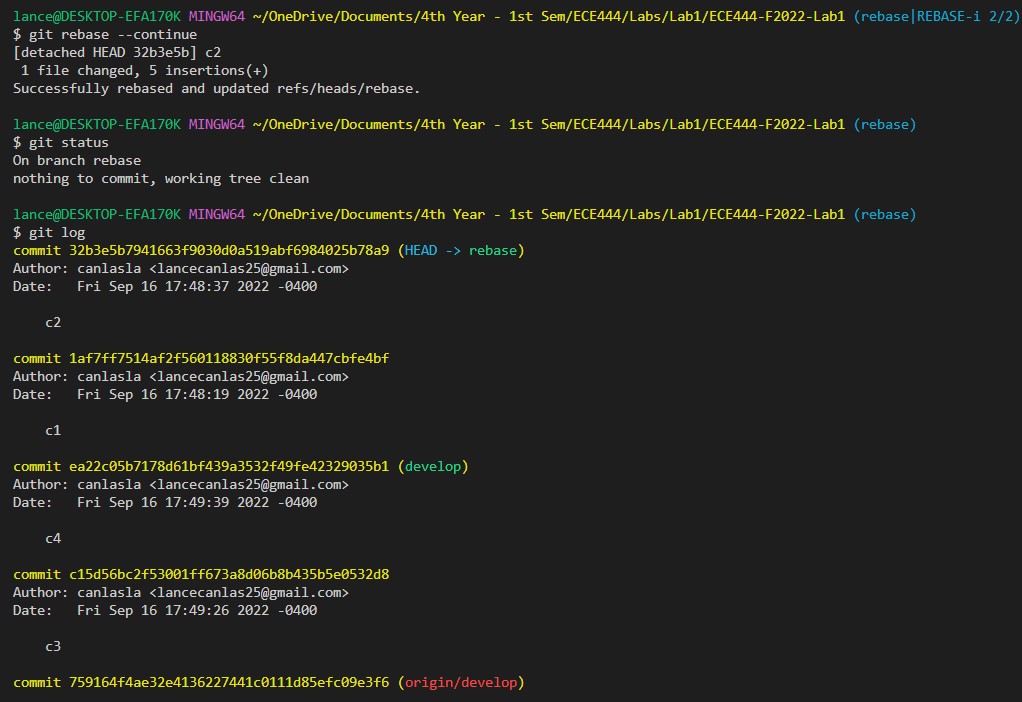 lance@DESKTOP-EFA170K MINGW64 ~/OneDrive/Documents/4th Year - 1st Sem/ECE444/Labs/Lab1/ECE444-F2022-Lab1 (rebase|REBASE-i 2/2)
$ git rebase --continue
[detached HEAD 32b3e5b] c2
 1 file changed, 5 insertions(+)
Successfully rebased and updated refs/heads/rebase.

lance@DESKTOP-EFA170K MINGW64 ~/OneDrive/Documents/4th Year - 1st Sem/ECE444/Labs/Lab1/ECE444-F2022-Lab1 (rebase)
$ git status
On branch rebase
nothing to commit, working tree clean

lance@DESKTOP-EFA170K MINGW64 ~/OneDrive/Documents/4th Year - 1st Sem/ECE444/Labs/Lab1/ECE444-F2022-Lab1 (rebase)
$ git log
commit 32b3e5b7941663f9030d0a519abf6984025b78a9 (HEAD -> rebase)
Author: canlasla <lancecanlas25@gmail.com>
Date:   Fri Sep 16 17:48:37 2022 -0400

    c2

commit 1af7ff7514af2f560118830f55f8da447cbfe4bf
Author: canlasla <lancecanlas25@gmail.com>
Date:   Fri Sep 16 17:48:19 2022 -0400

    c1

commit ea22c05b7178d61bf439a3532f49fe42329035b1 (develop)
Author: canlasla <lancecanlas25@gmail.com>
Date:   Fri Sep 16 17:49:39 2022 -0400

    c4

commit c15d56bc2f53001ff673a8d06b8b435b5e0532d8
Author: canlasla <lancecanlas25@gmail.com>
Date:   Fri Sep 16 17:49:26 2022 -0400

    c3

commit 759164f4ae32e4136227441c0111d85efc09e3f6 (origin/develop)